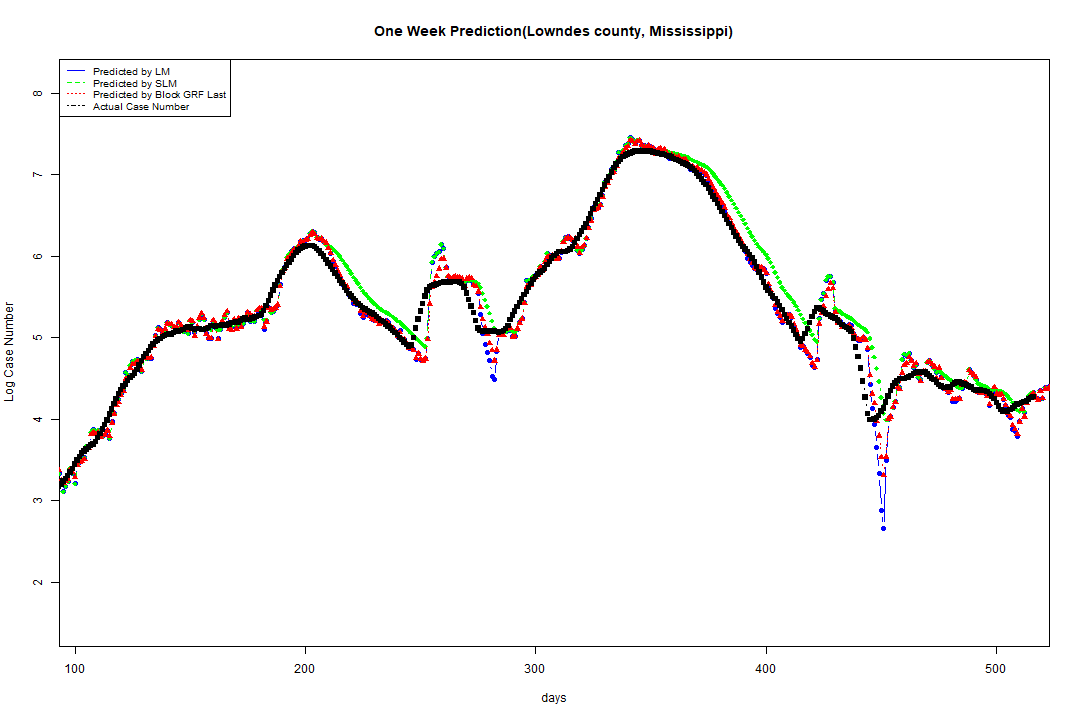 One Week Prediction(Lowndes county, Mississippi)
Predicted by LM
Predicted by SLM
Predicted by Block GRF Last
Actual Case Number
Log Case Number
8
7
6
5
4
3
2
100 200 300 400 500
days